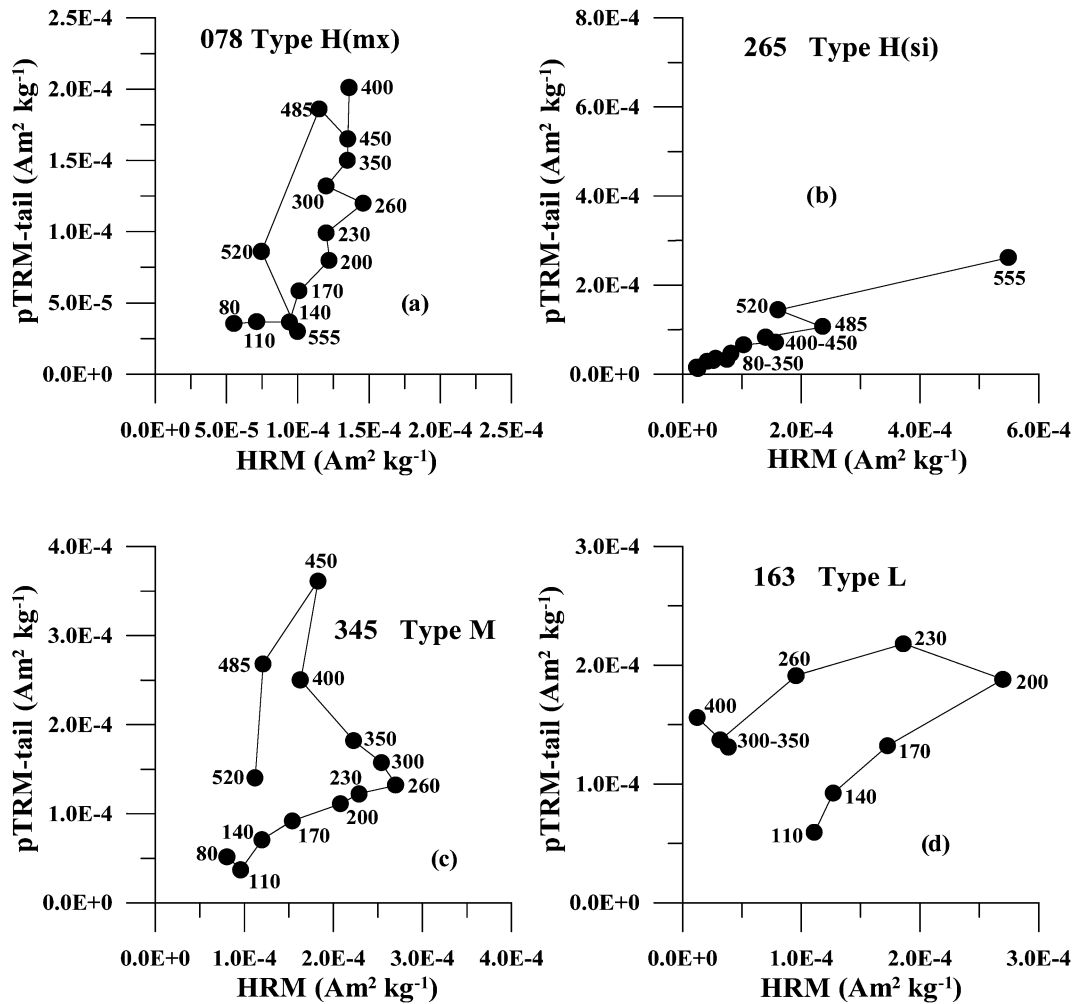 2.5E-4
078 Type H(mx)
2.0E-4
400
485
450
1.5E-4
350
300
260
1.0E-4
230
520
200
170
5.0E-5
(a)
80
140
110
555
0.0E+0
0.0E+0 5.0E-5 1.0E-4 1.5E-4 2.0E-4 2.5E-4
HRM (Am² kg⁻¹)
pTRM-tail (Am² kg⁻¹)
8.0E-4
265 Type H(si)
6.0E-4
(b)
4.0E-4
555
2.0E-4
520
485
400-450
80-350
0.0E+0
0.0E+0 2.0E-4 4.0E-4 6.0E-4
HRM (Am² kg⁻¹)
pTRM-tail (Am² kg⁻¹)
4.0E-4
450
345 Type M
3.0E-4
485
400
2.0E-4
350
300
520
230
260
200
1.0E-4
140
170
80
(c)
110
0.0E+0
0.0E+0 1.0E-4 2.0E-4 3.0E-4 4.0E-4
HRM (Am² kg⁻¹)
pTRM-tail (Am² kg⁻¹)
3.0E-4
163 Type L
230
260
2.0E-4
200
400
300-350
170
1.0E-4
140
110
(d)
0.0E+0
0.0E+0 1.0E-4 2.0E-4 3.0E-4
HRM (Am² kg⁻¹)
pTRM-tail (Am² kg⁻¹)